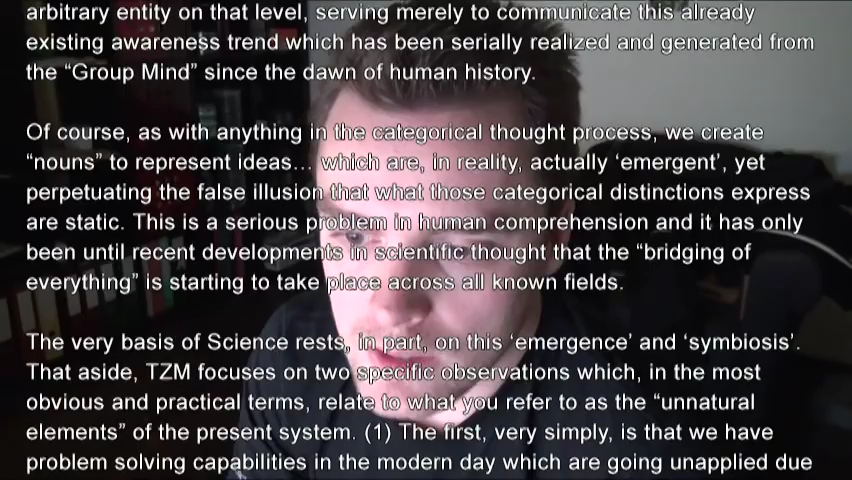 arbitrary entity on that level, serving merely to communicate this already
existing awareness trend which has been serially realized and generated from
the “Group Mind” since the dawn of human history.
Of course, as with anything in the categorical thought process, we create
“nouns” to represent ideas... which are, in reality, actually ‘emergent’, yet
perpetuating the false illusion that what those categorical distinctions express
are static. This is a serious problem in human comprehension and it has only
been until recent developments in scientific thought that the “bridging of
everything” is starting to take place across all known fields.
The very basis of Science rests, in part, on this ‘emergence’ and ‘symbiosis’.
That aside, TZM focuses on two specific observations which, in the most
obvious and practical terms, relate to what you refer to as the “unnatural
elements” of the present system. (1) The first, very simply, is that we have
problem solving capabilities in the modern day which are going unapplied due